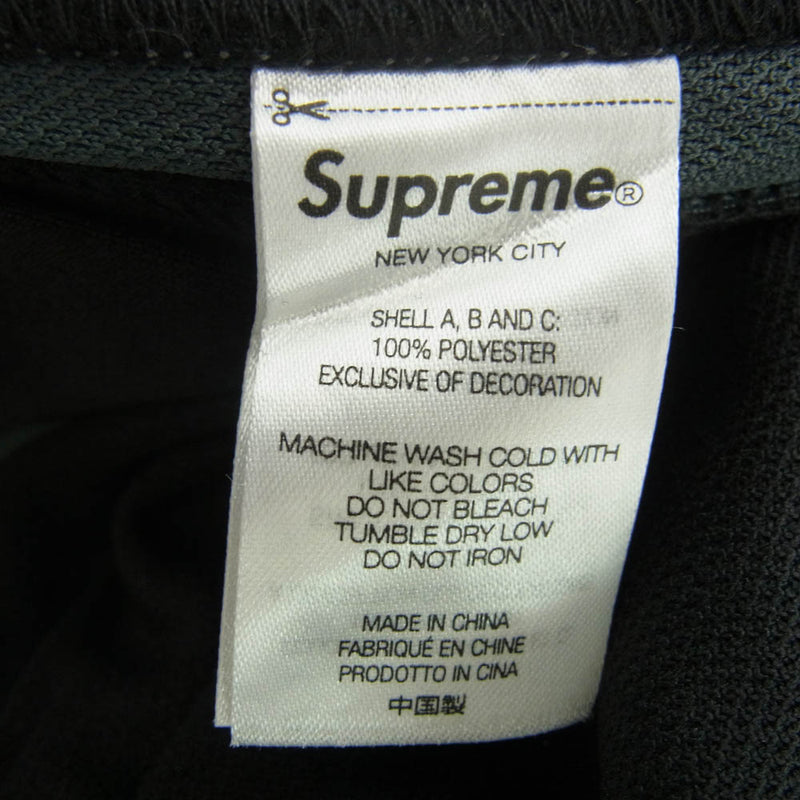 Supreme®
NEW YORK CITY
SHELL A, B AND C:
100% POLYESTER
EXCLUSIVE OF DECORATION
MACHINE WASH COLD WITH
LIKE COLORS
DO NOT BLEACH
TUMBLE DRY LOW
DO NOT IRON
MADE IN CHINA
FABRIQUÉ EN CHINE
PRODOTTO IN CINA
中国製